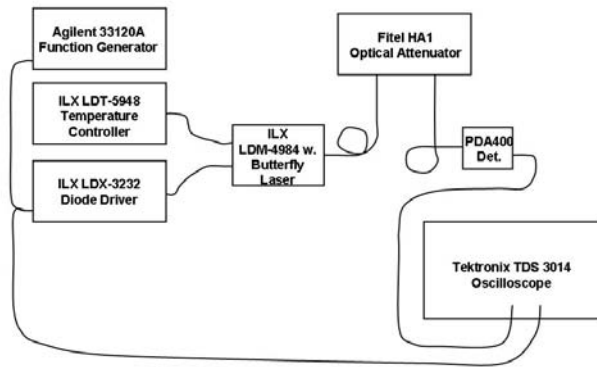 Agilent 33120A
Function Generator
ILX LDT-5948
Temperature
Controller
ILX LDX-3232
Diode Driver
ILX
LDM-4984 w.
Butterfly
Laser
Fitel HA1
Optical Attenuator
PDA400
Det.
Tektronix TDS 3014
Oscilloscope